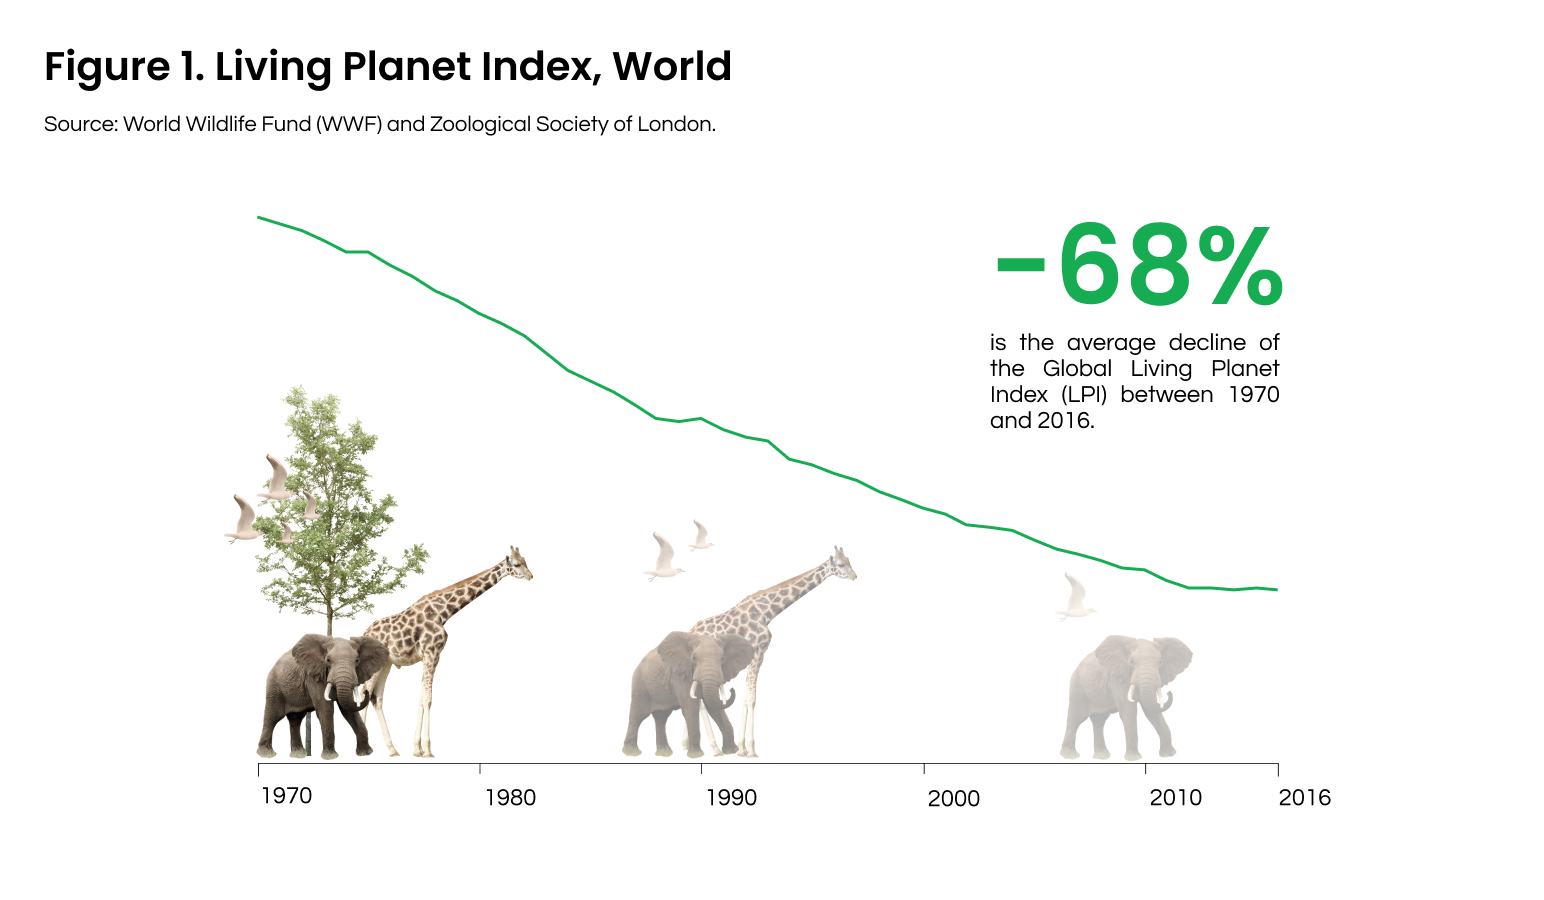 Figure 1. Living Planet Index, World
Source: World Wildlife Fund (WWF) and Zoological Society of London.
-68%
is the average decline of
the Global Living Planet
Index (LPI) between 1970
and 2016.
1970 1980 1990 2000 2010 2016